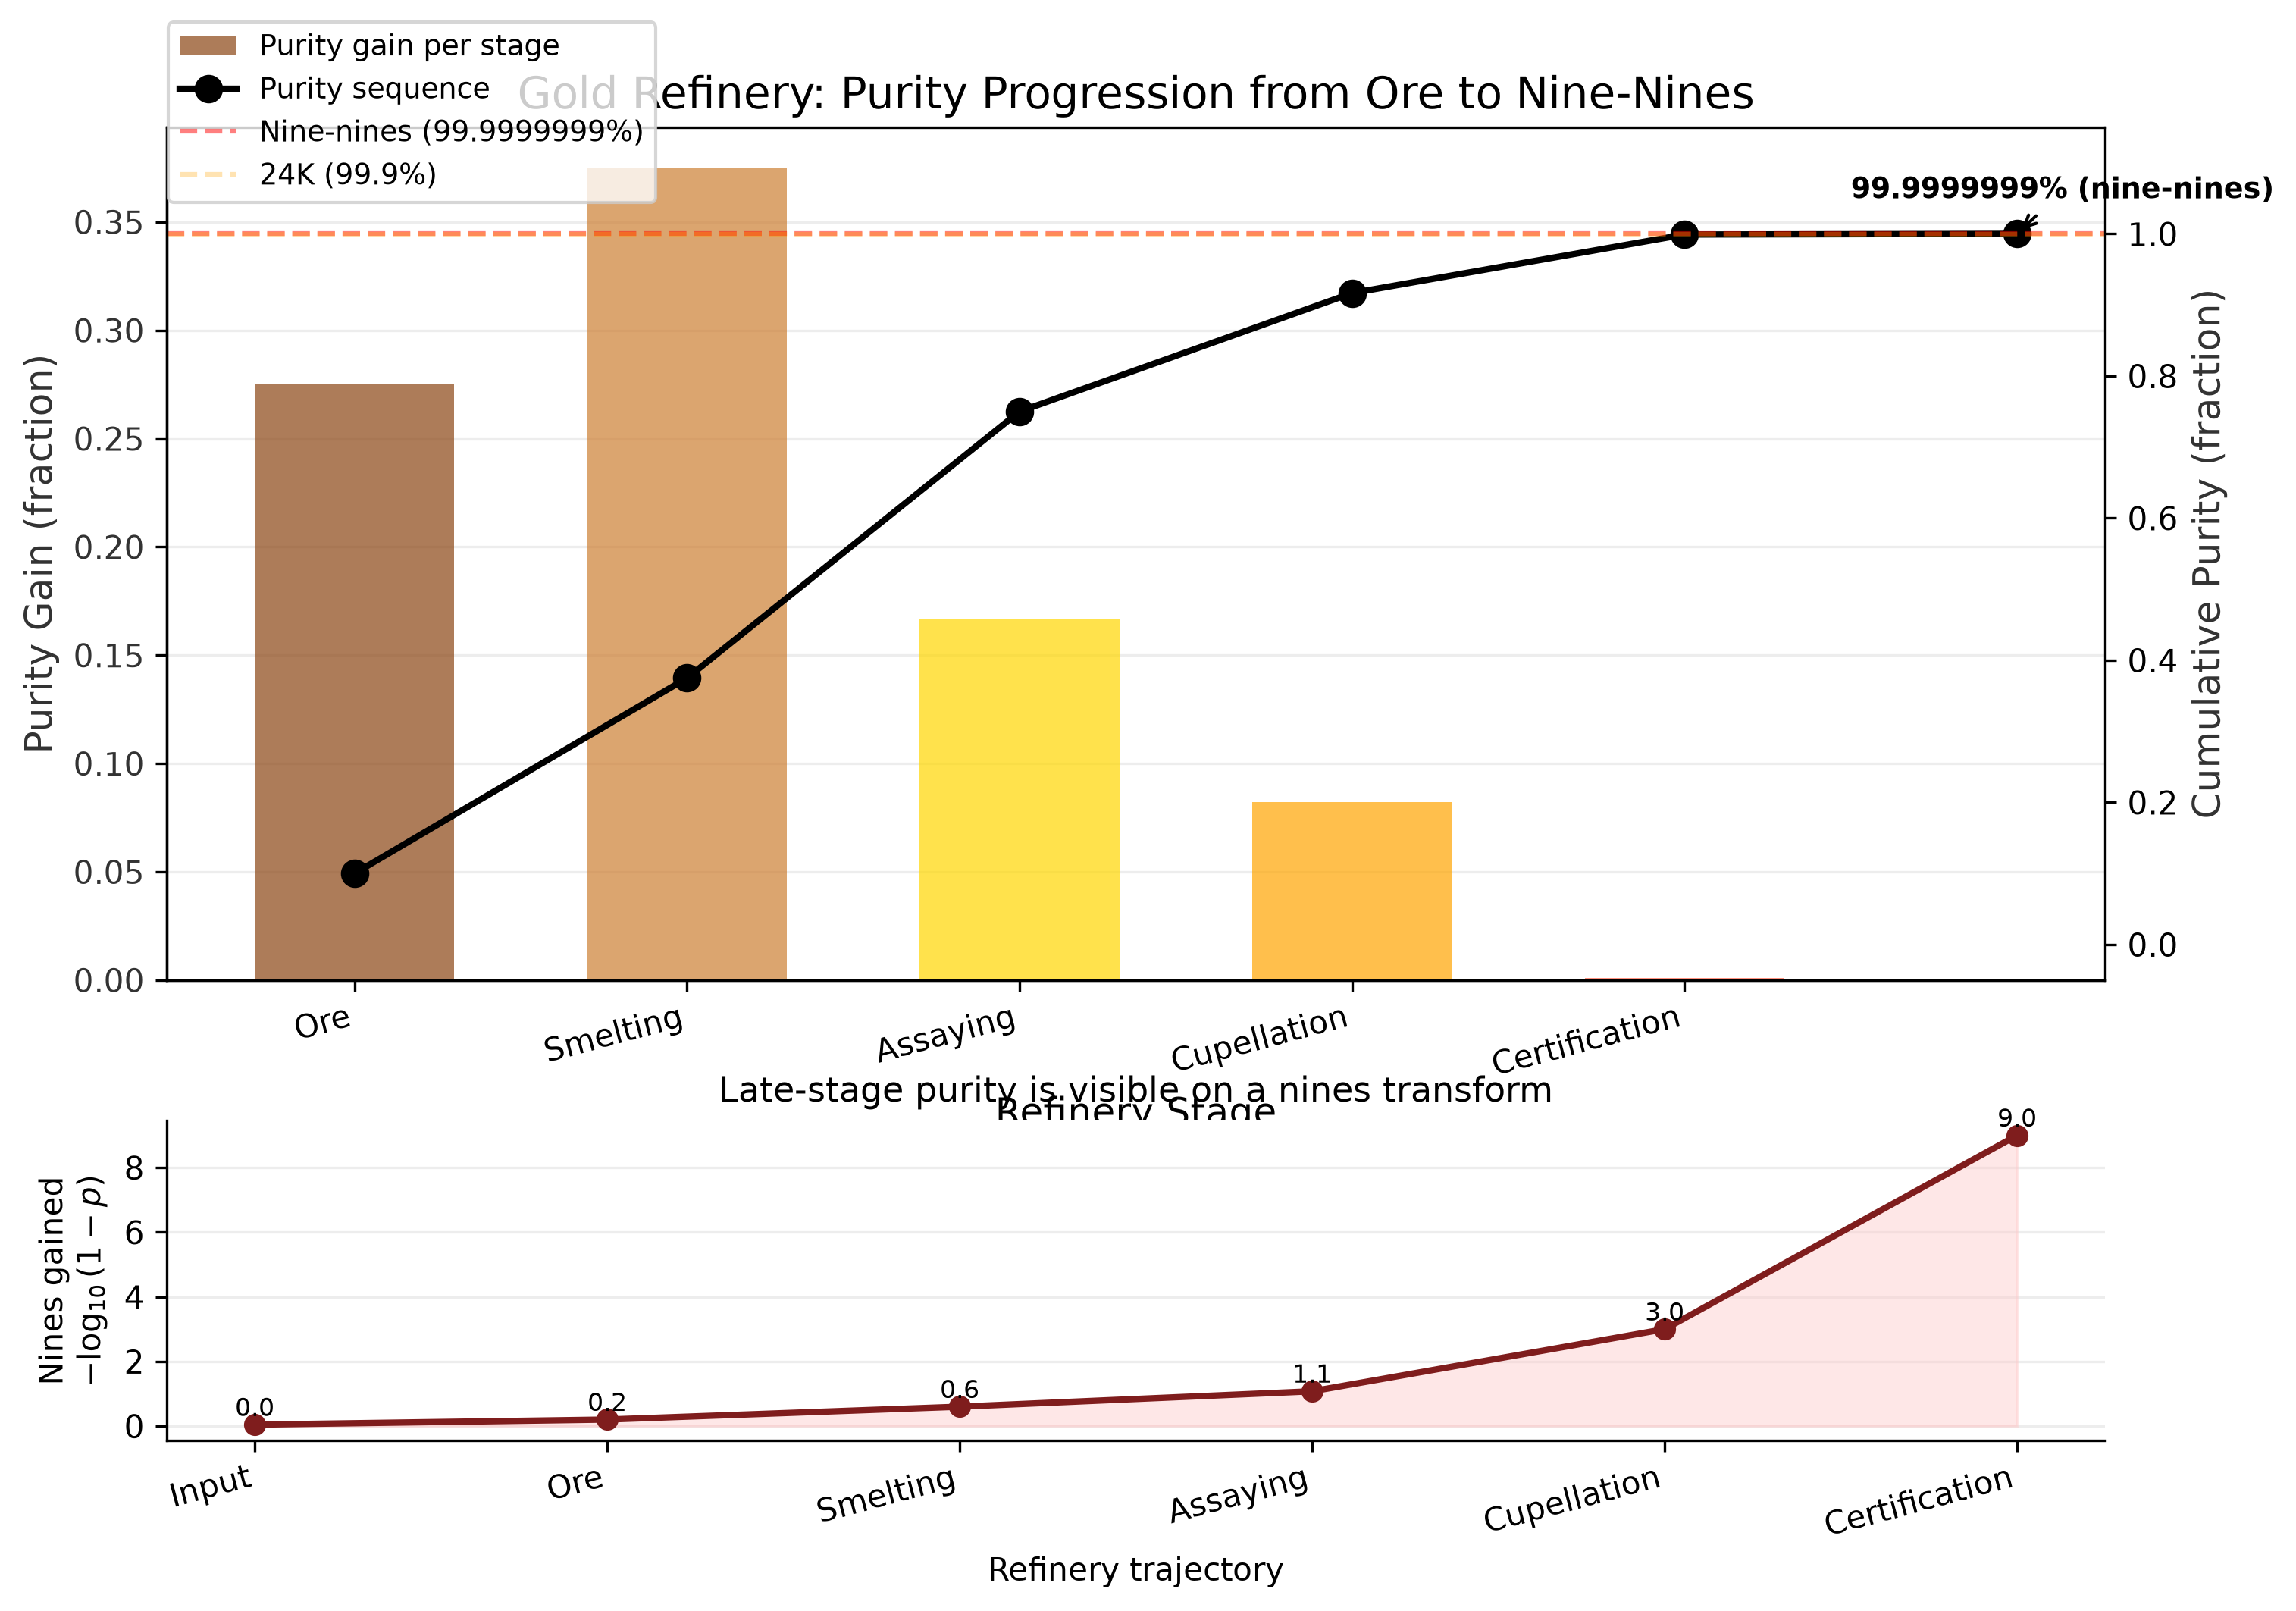 Purity gain per stage
Purity sequence
Nine-nines (99.9999999%)
24K (99.9%)
Gold Refinery: Purity Progression from Ore to Nine-Nines
99.9999999% (nine-nines)
Purity Gain (fraction)
0.35
0.30
0.25
0.20
0.15
0.10
0.05
0.00
1.0
0.8
0.6
0.4
0.2
0.0
Cumulative Purity (fraction)
Ore
Smelting
Assaying
Cupellation
Certification
Refinery Stage
Late-stage purity is visible on a nines transform
Nines gained
−log₁₀(1 − p)
8
6
4
2
0
0.0
0.2
0.6
1.1
3.0
9.0
Input
Ore
Smelting
Assaying
Cupellation
Certification
Refinery trajectory